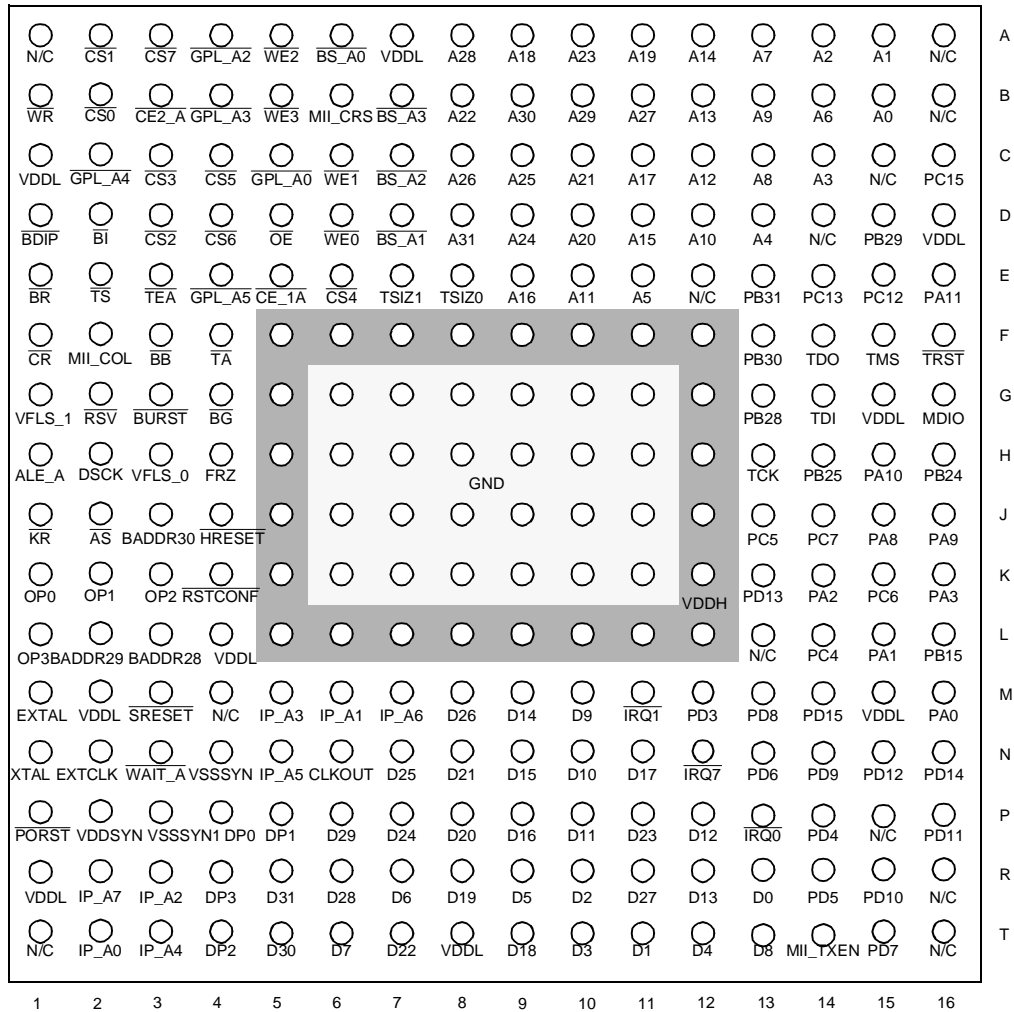 A
N/C CS1 CS7 GPL_A2 WE2 BS_A0 VDDL A28 A18 A23 A19 A14 A7 A2 A1 N/C
B
WR CS0 CE2_A GPL_A3 WE3 MII_CRS BS_A3 A22 A30 A29 A27 A13 A9 A6 A0 N/C
C
VDDL GPL_A4 CS3 CS5 GPL_A0 WE1 BS_A2 A26 A25 A21 A17 A12 A8 A3 N/C PC15
D
BDIP BI CS2 CS6 OE WE0 BS_A1 A31 A24 A20 A15 A10 A4 N/C PB29 VDDL
E
BR TS TEA GPL_A5 CE_1A CS4 TSIZ1 TSIZ0 A16 A11 A5 N/C PB31 PC13 PC12 PA11
F
CR MII_COL BB TA PB30 TDO TMS TRST
G
VFLS_1 RSV BURST BG PB28 TDI VDDL MDIO
H
ALE_A DSCK VFLS_0 FRZ GND TCK PB25 PA10 PB24
J
KR AS BADDR30 HRESET PC5 PC7 PA8 PA9
K
OP0 OP1 OP2 RSTCONF VDDH PD13 PA2 PC6 PA3
L
OP3BADDR29 BADDR28 VDDL N/C PC4 PA1 PB15
M
EXTAL VDDL SRESET N/C IP_A3 IP_A1 IP_A6 D26 D14 D9 IRQ1 PD3 PD8 PD15 VDDL PA0
N
XTAL EXTCLK WAIT_A VSSSYN IP_A5 CLKOUT D25 D21 D15 D10 D17 IRQ7 PD6 PD9 PD12 PD14
P
PORST VDDSYN VSSSYN1 DP0 DP1 D29 D24 D20 D16 D11 D23 D12 IRQ0 PD4 N/C PD11
R
VDDL IP_A7 IP_A2 DP3 D31 D28 D6 D19 D5 D2 D27 D13 D0 PD5 PD10 N/C
T
N/C IP_A0 IP_A4 DP2 D30 D7 D22 VDDL D18 D3 D1 D4 D8 MII_TXEN PD7 N/C
1 2 3 4 5 6 7 8 9 10 11 12 13 14 15 16